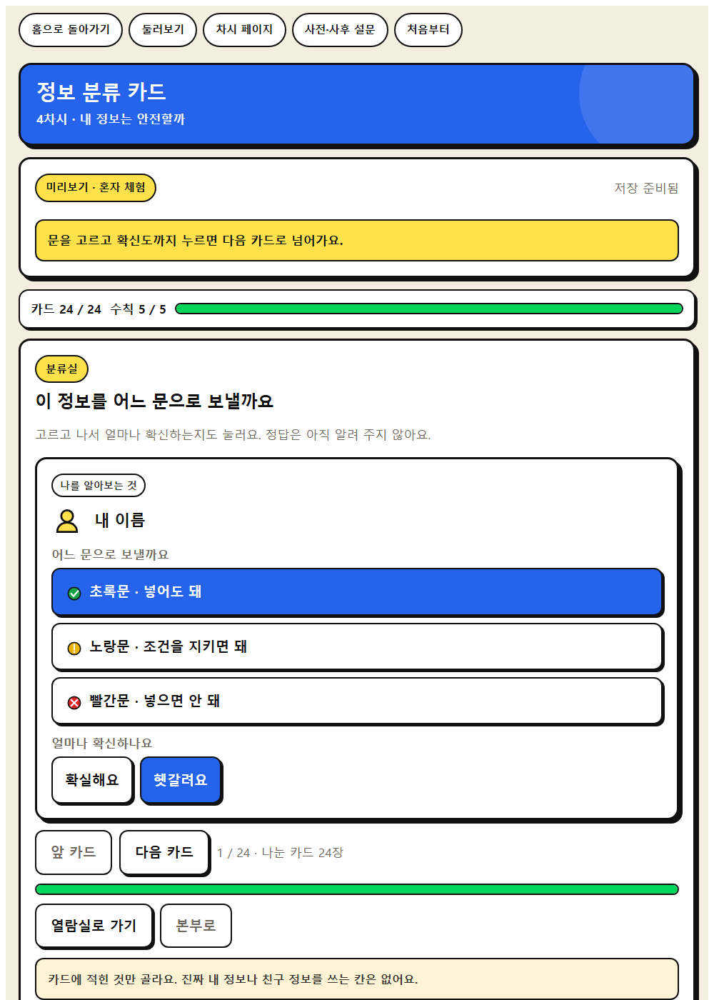 홈으로 돌아가기 둘러보기 차시 페이지 사전·사후 설문 처음부터
정보 분류 카드
4차시 · 내 정보는 안전할까
미리보기 · 혼자 체험 저장 준비됨
문을 고르고 확신도까지 누르면 다음 카드로 넘어가요.
카드 24 / 24 수칙 5 / 5
분류실
이 정보를 어느 문으로 보낼까요
고르고 나서 얼마나 확신하는지도 눌러요. 정답은 아직 알려 주지 않아요.
나를 알아보는 것
내 이름
어느 문으로 보낼까요
초록문 · 넣어도 돼
노랑문 · 조건을 지키면 돼
빨간문 · 넣으면 안 돼
얼마나 확신하나요
확실해요 헷갈려요
앞 카드 다음 카드 1 / 24 · 나눈 카드 24장
열람실로 가기 본부로
카드에 적힌 것만 골라요. 진짜 내 정보나 친구 정보를 쓰는 칸은 없어요.